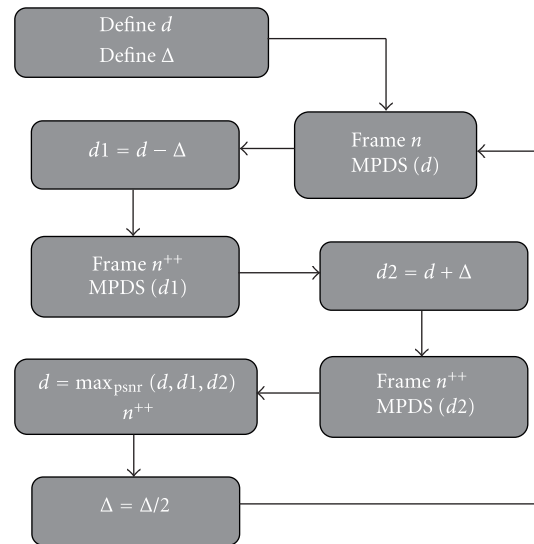 Define d
Define Δ
Frame n
MPDS (d)
d1 = d − Δ
Frame n++
MPDS (d1)
d2 = d + Δ
Frame n++
MPDS (d2)
d = maxpsnr (d, d1, d2)
n++
Δ = Δ/2